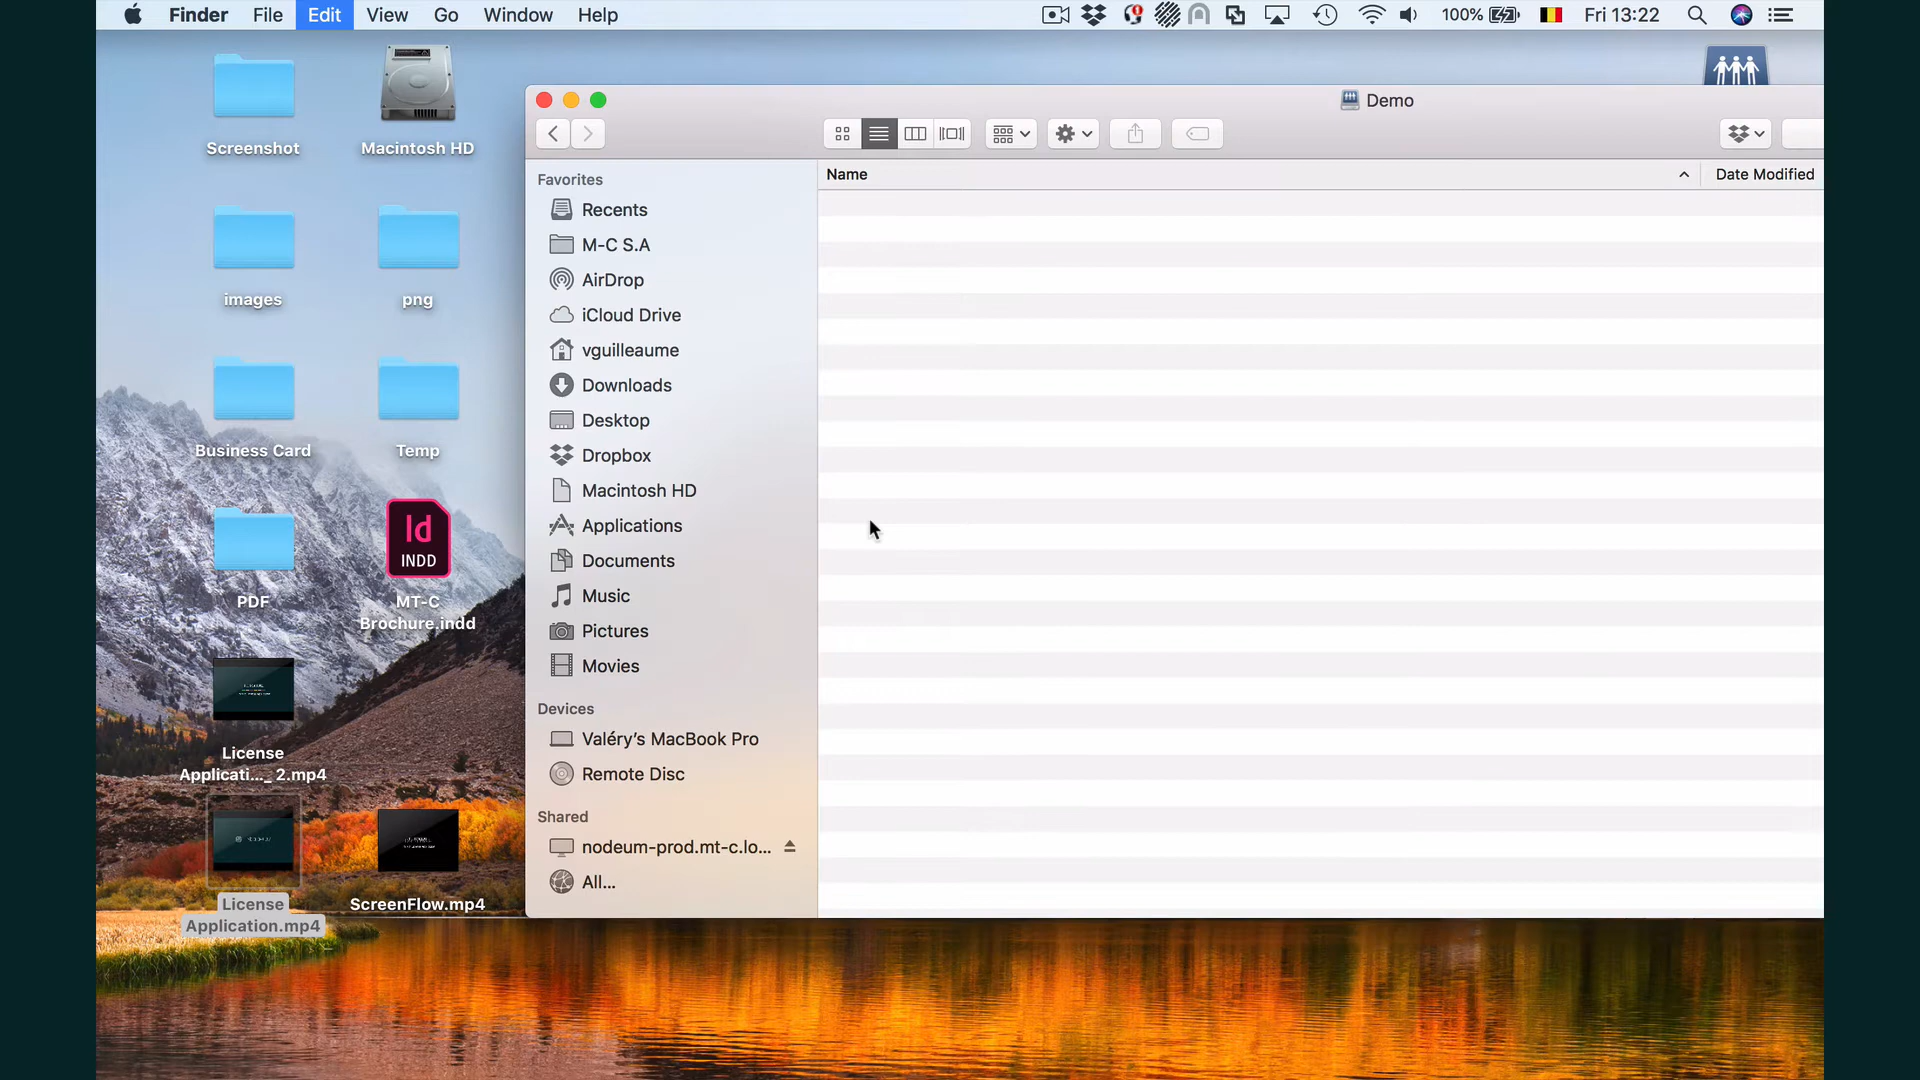 Finder File Edit View Go Window Help
100% Fri 13:22
Demo
Name Date Modified
Favorites
Recents
M-C S.A
AirDrop
iCloud Drive
vguilleaume
Downloads
Desktop
Dropbox
Macintosh HD
Applications
Documents
Music
Pictures
Movies
Devices
Valéry’s MacBook Pro
Remote Disc
Shared
nodeum-prod.mt-c.lo...
All...
Screenshot
Macintosh HD
images
png
Business Card
Temp
PDF
Id
INDD
MT-C
Brochure.indd
License
Applicati..._ 2.mp4
License
Application.mp4
ScreenFlow.mp4